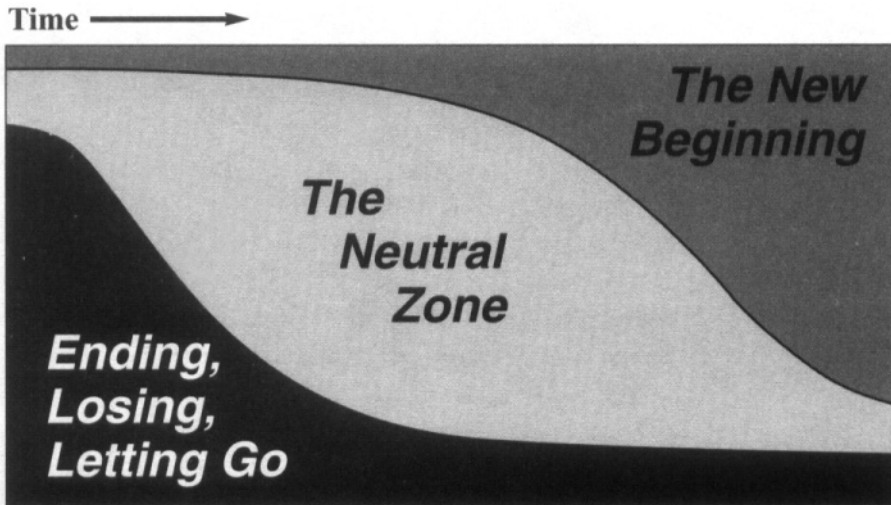 Time
The New
Beginning
The
Neutral
Zone
Ending,
Losing,
Letting Go